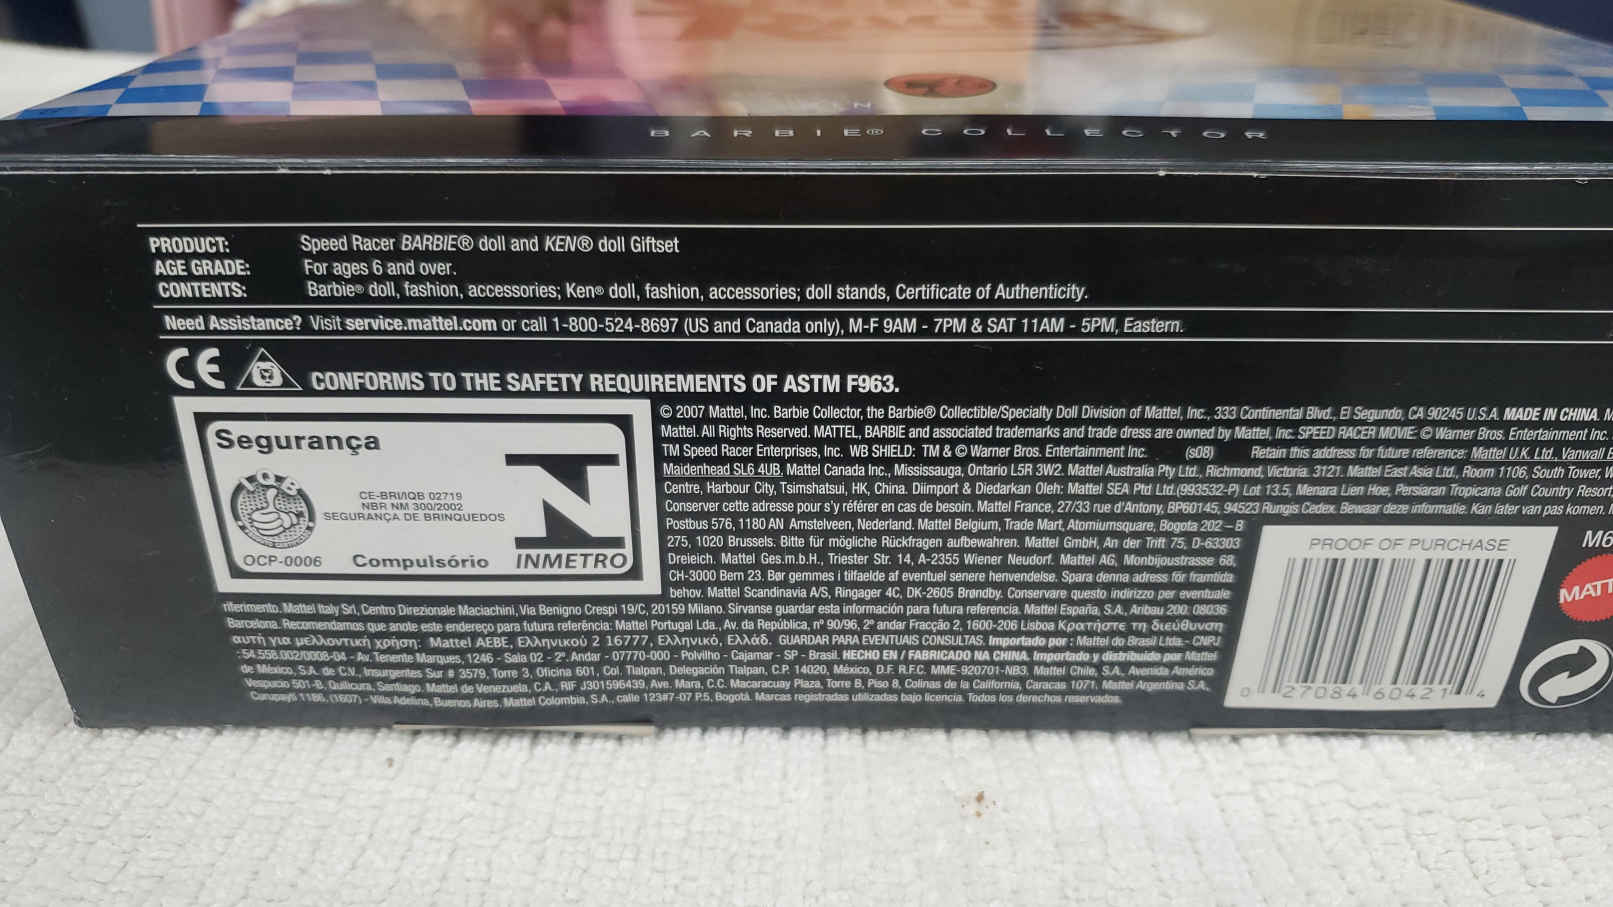 BARBIE® COLLECTOR
PRODUCT: Speed Racer BARBIE® doll and KEN® doll Giftset
AGE GRADE: For ages 6 and over.
CONTENTS: Barbie® doll, fashion, accessories; Ken® doll, fashion, accessories; doll stands, Certificate of Authenticity.
Need Assistance? Visit service.mattel.com or call 1-800-524-8697 (US and Canada only), M-F 9AM - 7PM & SAT 11AM - 5PM, Eastern.
CE CONFORMS TO THE SAFETY REQUIREMENTS OF ASTM F963.
Segurança
IQB
CE-BRI/IQB 02719
NBR NM 300/2002
SEGURANÇA DE BRINQUEDOS
OCP-0006 Compulsório INMETRO
© 2007 Mattel, Inc. Barbie Collector, the Barbie® Collectible/Specialty Doll Division of Mattel, Inc., 333 Continental Blvd., El Segundo, CA 90245 U.S.A. MADE IN CHINA.
Mattel. All Rights Reserved. MATTEL, BARBIE and associated trademarks and trade dress are owned by Mattel, Inc. SPEED RACER MOVIE: © Warner Bros. Entertainment Inc.
TM Speed Racer Enterprises, Inc. WB SHIELD: TM & © Warner Bros. Entertainment Inc. (s08) Retain this address for future reference: Mattel U.K. Ltd., Vanwall
Maidenhead SL6 4UB. Mattel Canada Inc., Mississauga, Ontario L5R 3W2. Mattel Australia Pty Ltd., Richmond, Victoria. 3121. Mattel East Asia Ltd., Room 1106, South Tower,
Centre, Harbour City, Tsimshatsui, HK, China. Diimport & Diedarkan Oleh: Mattel SEA Ptd Ltd.(993532-P) Lot 13.5, Menara Lien Hoe, Persiaran Tropicana Golf Country Resort,
Conserver cette adresse pour s'y référer en cas de besoin. Mattel France, 27/33 rue d'Antony, BP60145, 94523 Rungis Cedex. Bewaar deze informatie. Kan later van pas komen.
Postbus 576, 1180 AN Amstelveen, Nederland. Mattel Belgium, Trade Mart, Atomiumsquare, Bogota 202 – B
275, 1020 Brussels. Bitte für mögliche Rückfragen aufbewahren. Mattel GmbH, An der Trift 75, D-63303
Dreieich. Mattel Ges.m.b.H., Triester Str. 14, A-2355 Wiener Neudorf. Mattel AG, Monbijoustrasse 68,
CH-3000 Bern 23. Bør gemmes i tilfaelde af eventuel senere henvendelse. Spara denna adress för framtida
behov. Mattel Scandinavia A/S, Ringager 4C, DK-2605 Brøndby. Conservare questo indirizzo per eventuale
riferimento. Mattel Italy Srl, Centro Direzionale Maciachini, Via Benigno Crespi 19/C, 20159 Milano. Sírvanse guardar esta información para futura referencia. Mattel España, S.A., Aribau 200. 08036
Barcelona. Recomendamos que anote este endereço para futura referência: Mattel Portugal Lda., Av. da República, nº 90/96, 2º andar Fracção 2, 1600-206 Lisboa Κρατήστε τη διεύθυνση
αυτή για μελλοντική χρήση: Mattel AEBE, Ελληνικού 2 16777, Ελληνικό, Ελλάδ. GUARDAR PARA EVENTUAIS CONSULTAS. Importado por : Mattel do Brasil Ltda.- CNPJ
: 54.558.002/0008-04 - Av. Tenente Marques, 1246 - Sala 02 - 2º. Andar - 07770-000 - Polvilho - Cajamar - SP - Brasil. HECHO EN / FABRICADO NA CHINA. Importado y distribuido por Mattel
de México, S.A. de C.V., Insurgentes Sur # 3579, Torre 3, Oficina 601, Col. Tlalpan, Delegación Tlalpan, C.P. 14020, México, D.F. R.F.C. MME-920701-NB3. Mattel Chile, S.A., Avenida Américo
Vespucio 501-B, Quilicura, Santiago. Mattel de Venezuela, C.A., RIF J301596439, Ave. Mara, C.C. Macaracuay Plaza, Torre B, Piso 8, Colinas de la California, Caracas 1071. Mattel Argentina S.A.,
Curupaytí 1186, (1607) - Villa Adelina, Buenos Aires. Mattel Colombia, S.A., calle 123#7-07 P.5, Bogotá. Marcas registradas utilizadas bajo licencia. Todos los derechos reservados.
PROOF OF PURCHASE
0 27084 60421 4
M6
MATT